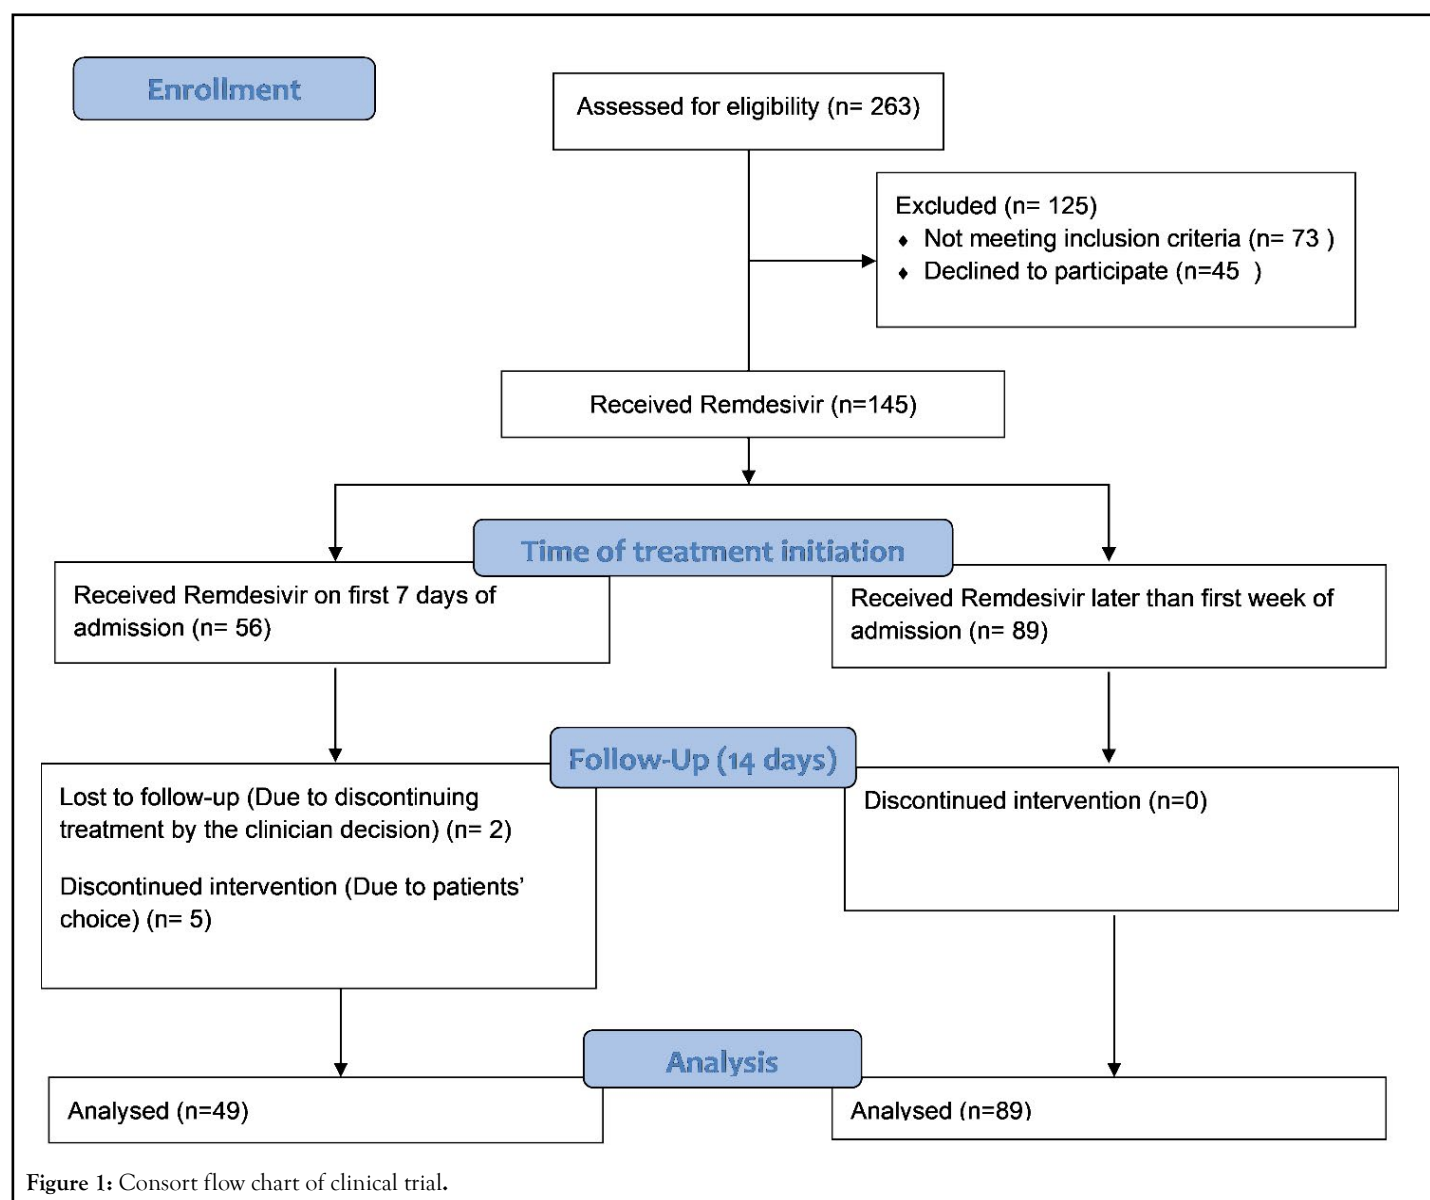 Enrollment
Assessed for eligibility (n= 263)
Excluded (n= 125)
♦ Not meeting inclusion criteria (n= 73 )
♦ Declined to participate (n=45 )
Received Remdesivir (n=145)
Time of treatment initiation
Received Remdesivir on first 7 days of
admission (n= 56)
Received Remdesivir later than first week of
admission (n= 89)
Follow-Up (14 days)
Lost to follow-up (Due to discontinuing
treatment by the clinician decision) (n= 2)
Discontinued intervention (Due to patients’
choice) (n= 5)
Discontinued intervention (n=0)
Analysis
Analysed (n=49)
Analysed (n=89)
Figure 1: Consort flow chart of clinical trial.